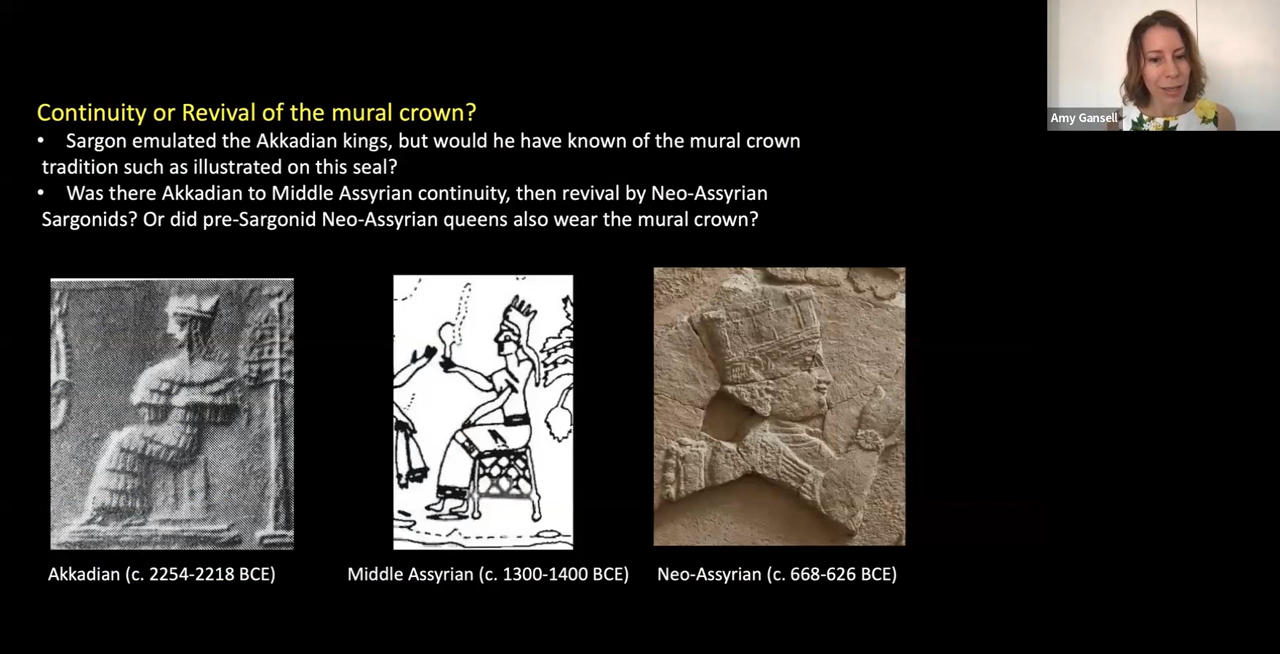 Amy Gansell
Continuity or Revival of the mural crown?
• Sargon emulated the Akkadian kings, but would he have known of the mural crown
tradition such as illustrated on this seal?
• Was there Akkadian to Middle Assyrian continuity, then revival by Neo-Assyrian
Sargonids? Or did pre-Sargonid Neo-Assyrian queens also wear the mural crown?
Akkadian (c. 2254-2218 BCE)
Middle Assyrian (c. 1300-1400 BCE)
Neo-Assyrian (c. 668-626 BCE)